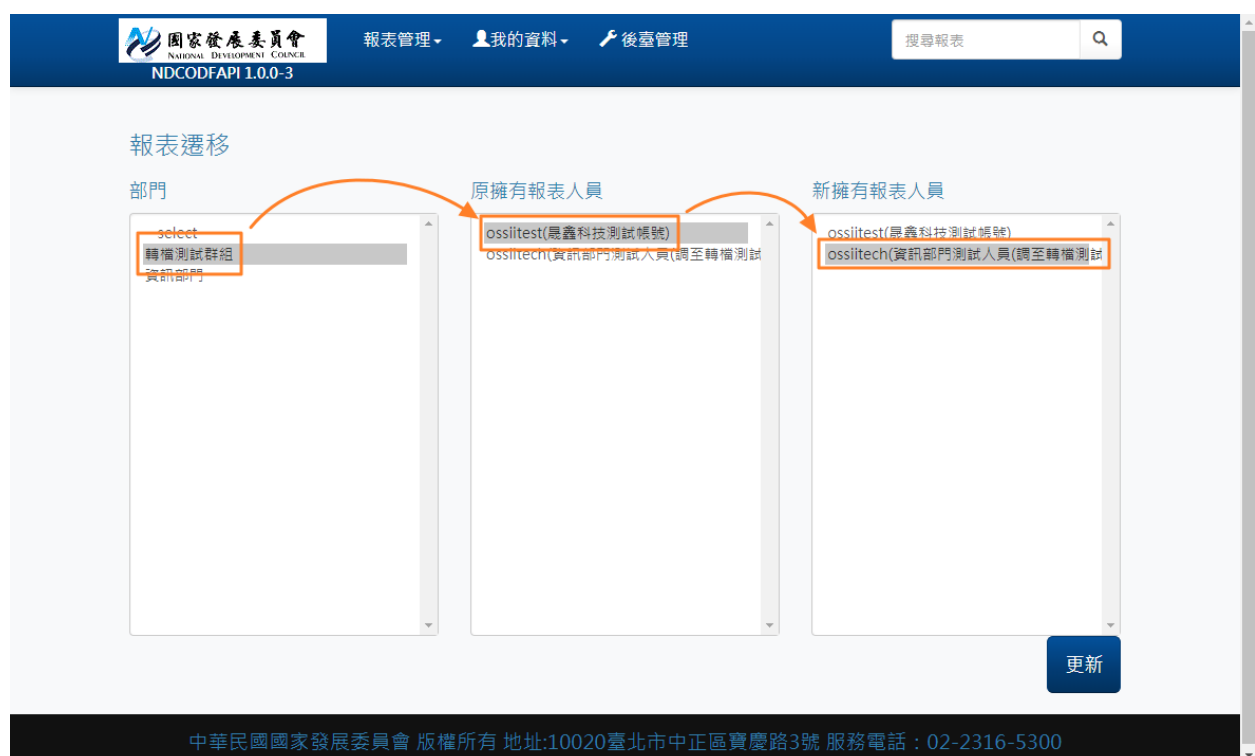 國家發展委員會
NATIONAL DEVELOPMENT COUNCIL
NDCODFAPI 1.0.0-3
報表管理 我的資料 後臺管理 搜尋報表
報表遷移
部門 原擁有報表人員 新擁有報表人員
select
轉檔測試群組
資訊部門
ossiitest(晟鑫科技測試帳號)
ossiitech(資訊部門測試人員(調至轉檔測試
ossiitest(晟鑫科技測試帳號)
ossiitech(資訊部門測試人員(調至轉檔測試
更新
中華民國國家發展委員會 版權所有 地址:10020臺北市中正區寶慶路3號 服務電話：02-2316-5300